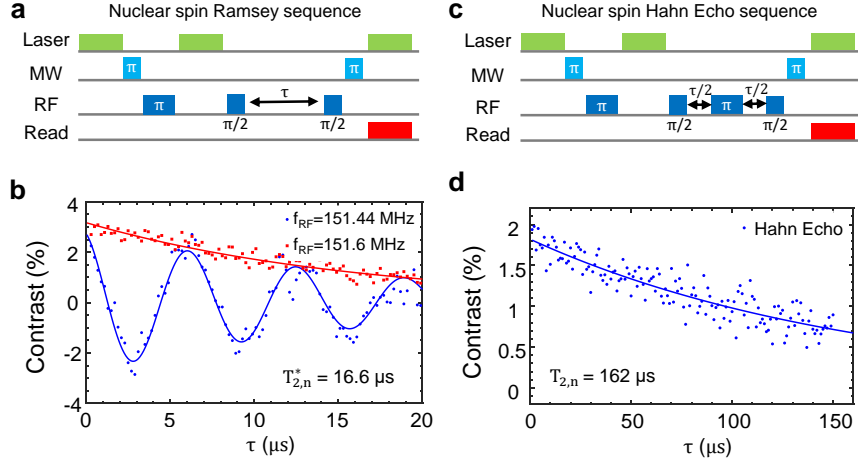 a
Nuclear spin Ramsey sequence
Laser
MW
π
RF
π
τ
π/2
π/2
Read
c
Nuclear spin Hahn Echo sequence
Laser
MW
π
π
RF
π
τ/2
π
τ/2
π/2
π/2
Read
b
Contrast (%)
4
2
0
-2
-4
f_RF=151.44 MHz
f_RF=151.6 MHz
T*_2,n = 16.6 µs
0
5
10
15
20
τ (µs)
d
Contrast (%)
2
1.5
1
0.5
0
Hahn Echo
T_2,n = 162 µs
0
50
100
150
τ (µs)